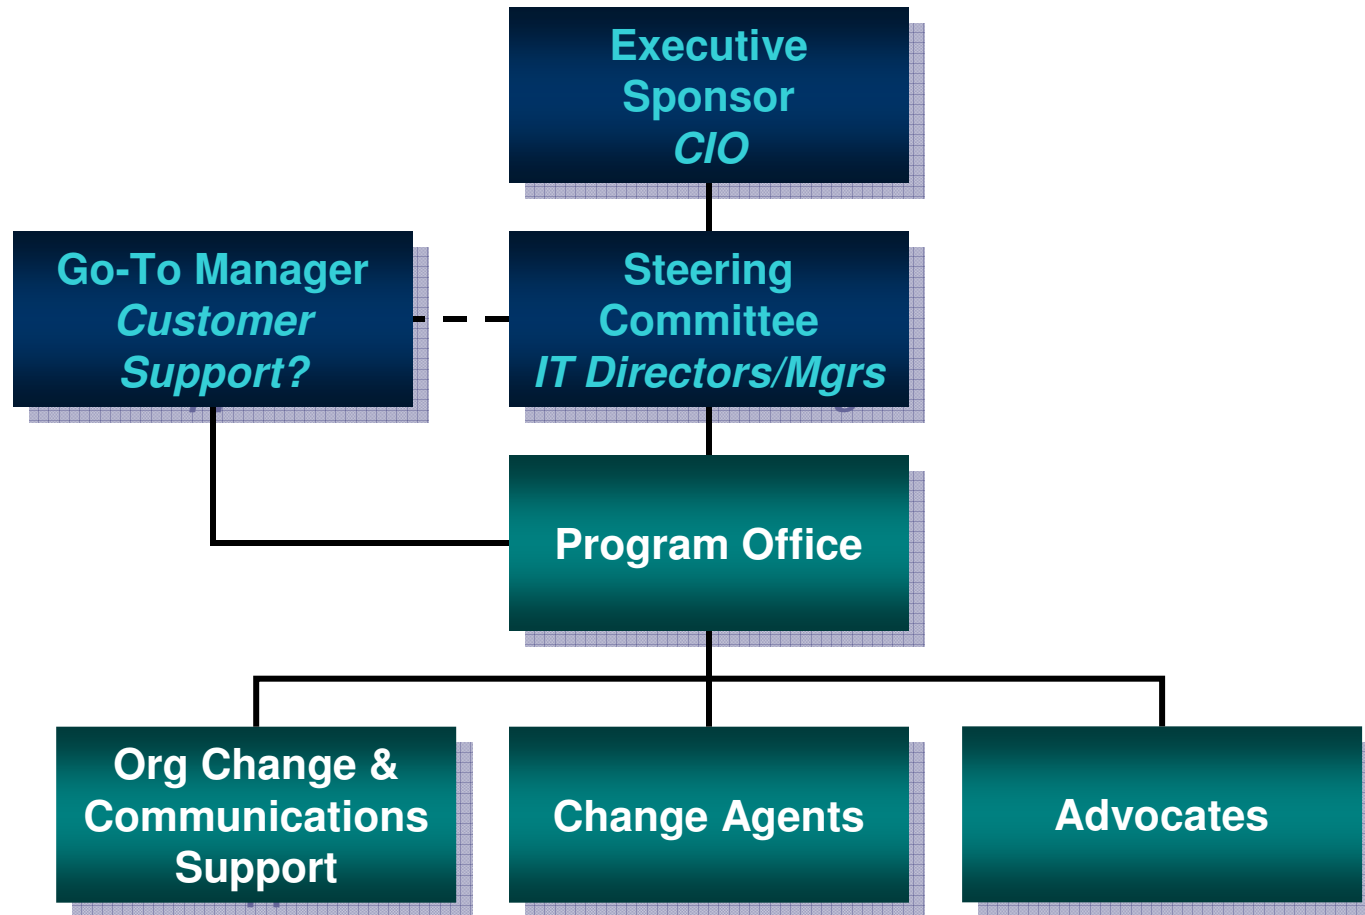 Executive
Sponsor
CIO
Go-To Manager
Customer
Support?
Steering
Committee
IT Directors/Mgrs
Program Office
Org Change &
Communications
Support
Change Agents
Advocates